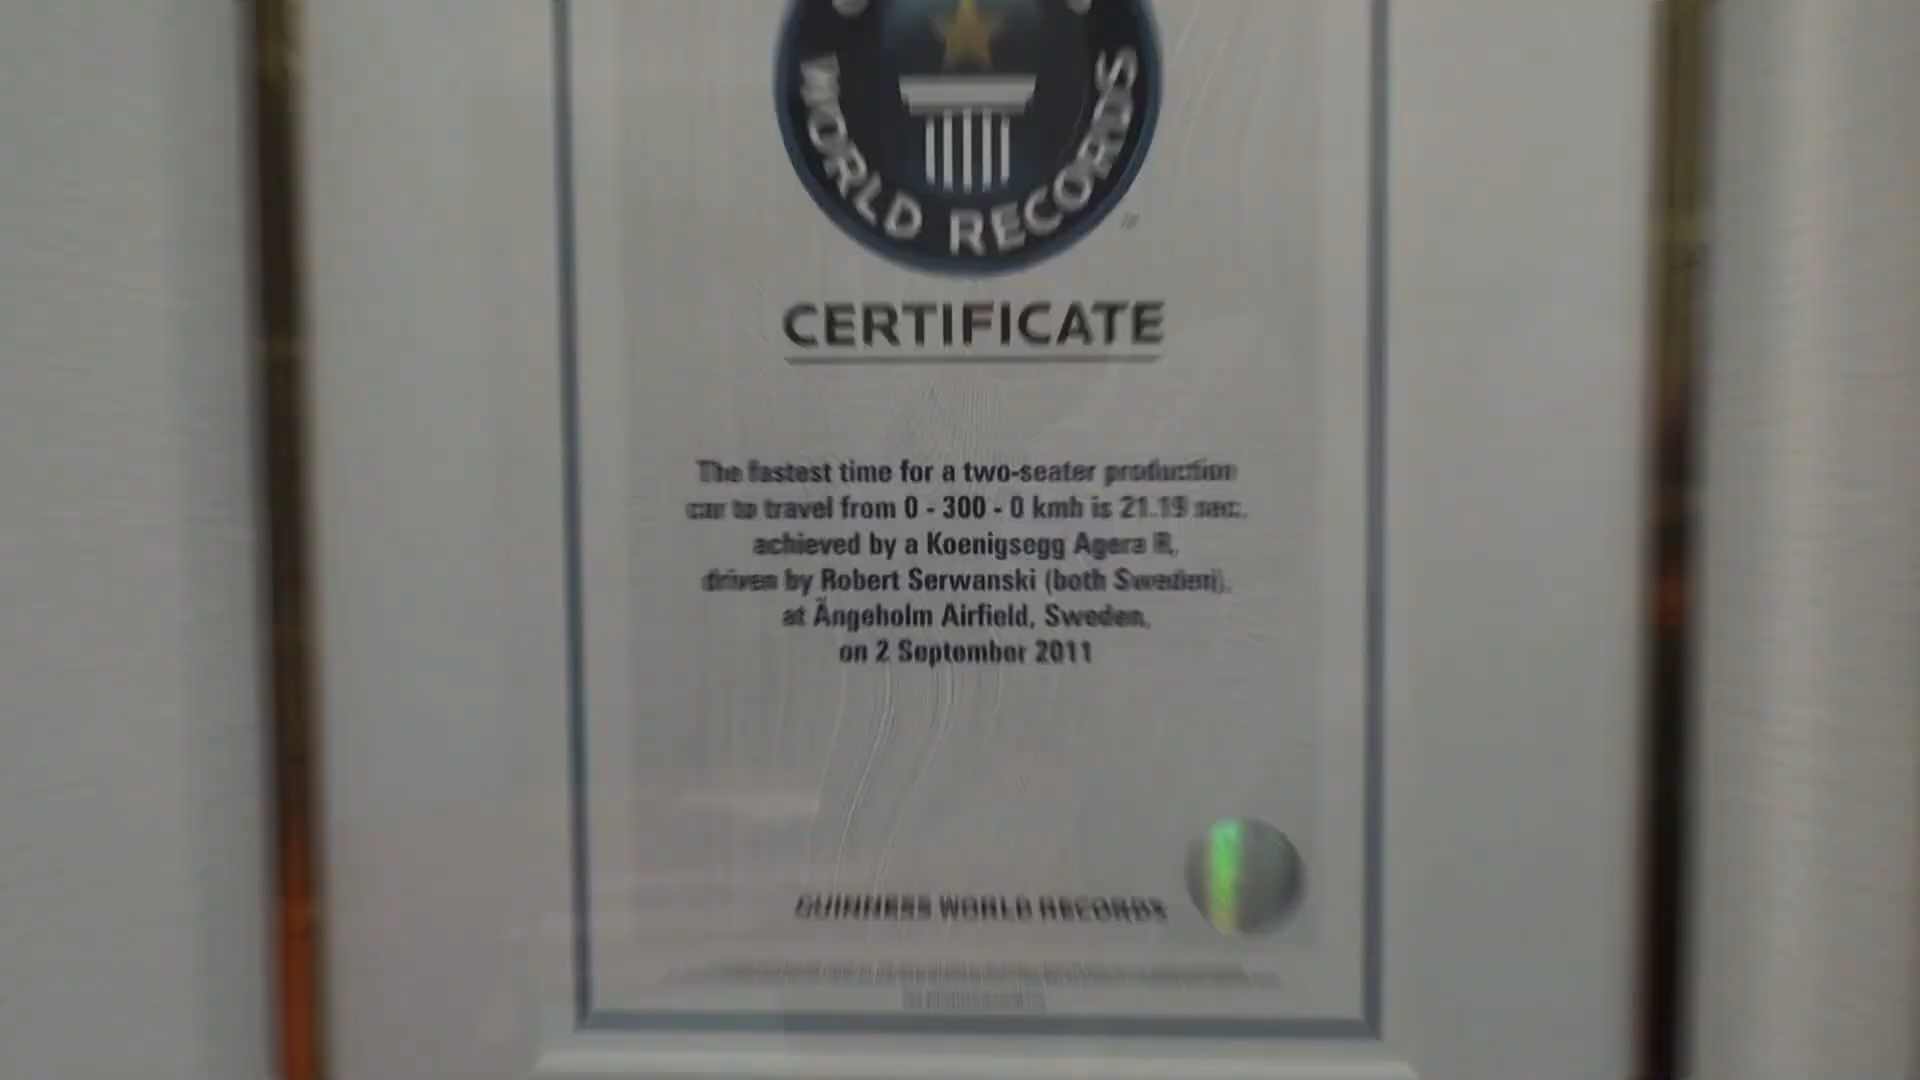 WORLD RECORDS
CERTIFICATE
The fastest time for a two-seater production
car to travel from 0 - 300 - 0 kmh is 21.19 sec,
achieved by a Koenigsegg Agera R,
driven by Robert Serwanski (both Sweden),
at Ängeholm Airfield, Sweden,
on 2 September 2011
GUINNESS WORLD RECORDS